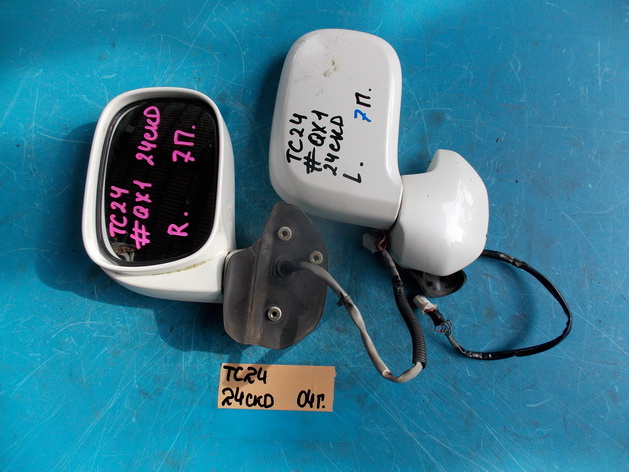 TC24
#QX1 24CKD
R. 7П.
TC24
#QX1
24CKD
L. 7П.
TC24
24CKD 04г.